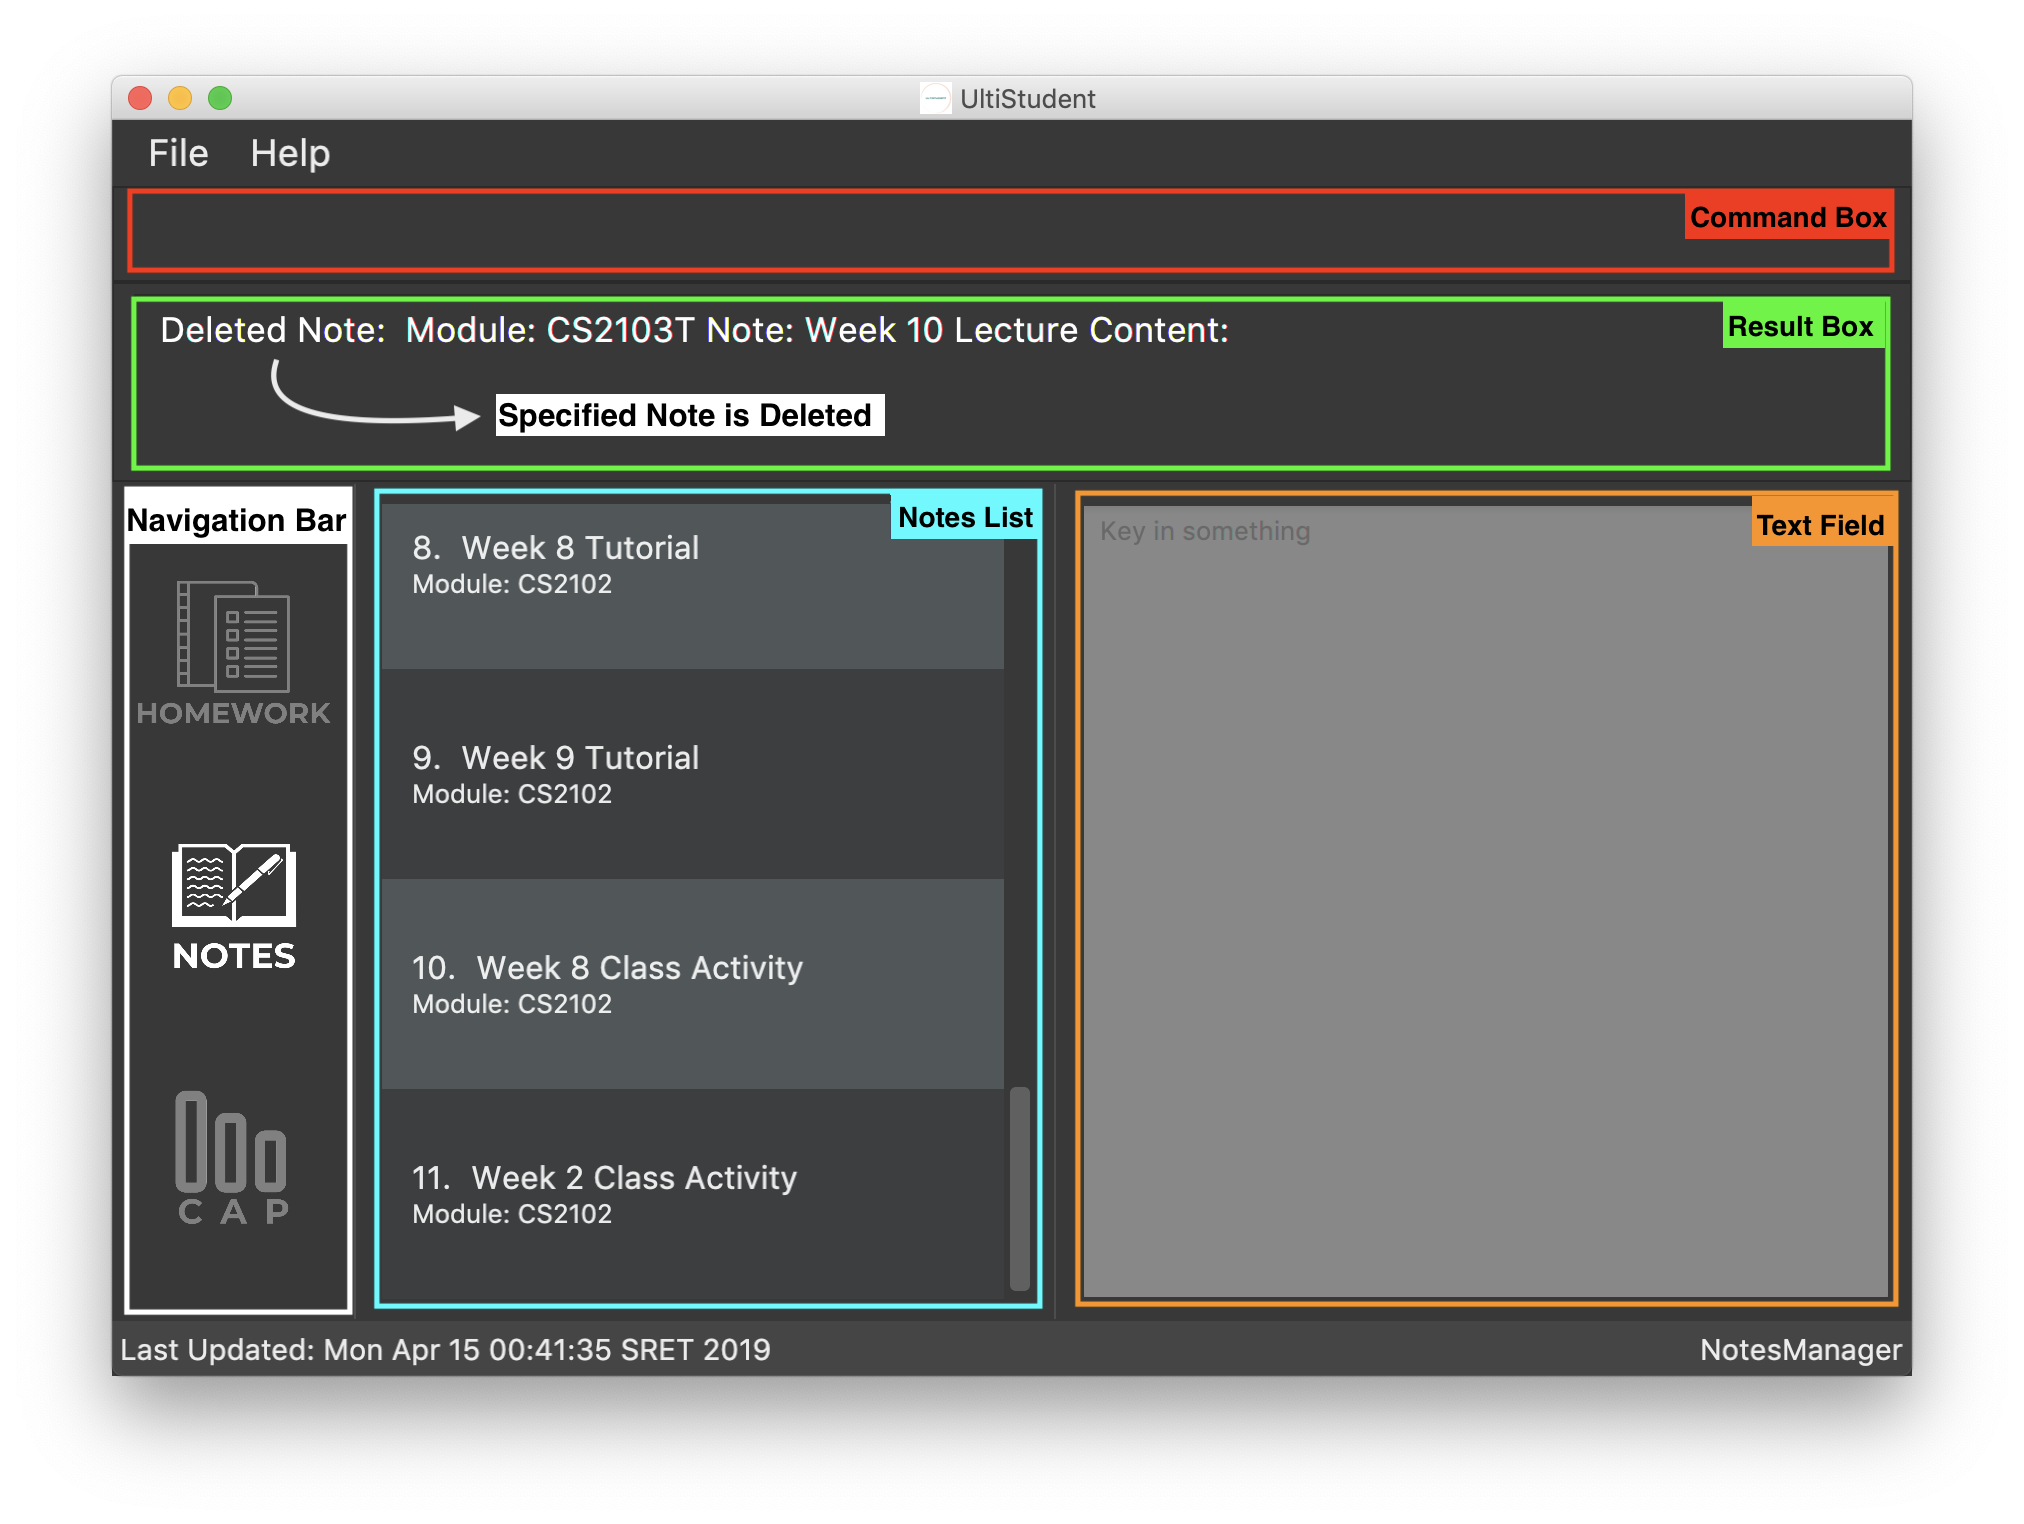 UltiStudent
File Help
Command Box
Deleted Note:  Module: CS2103T Note: Week 10 Lecture Content:
Result Box
Specified Note is Deleted
Navigation Bar
HOMEWORK
NOTES
CAP
Notes List
8.  Week 8 Tutorial
Module: CS2102
9.  Week 9 Tutorial
Module: CS2102
10.  Week 8 Class Activity
Module: CS2102
11.  Week 2 Class Activity
Module: CS2102
Text Field
Key in something
Last Updated: Mon Apr 15 00:41:35 SRET 2019
NotesManager